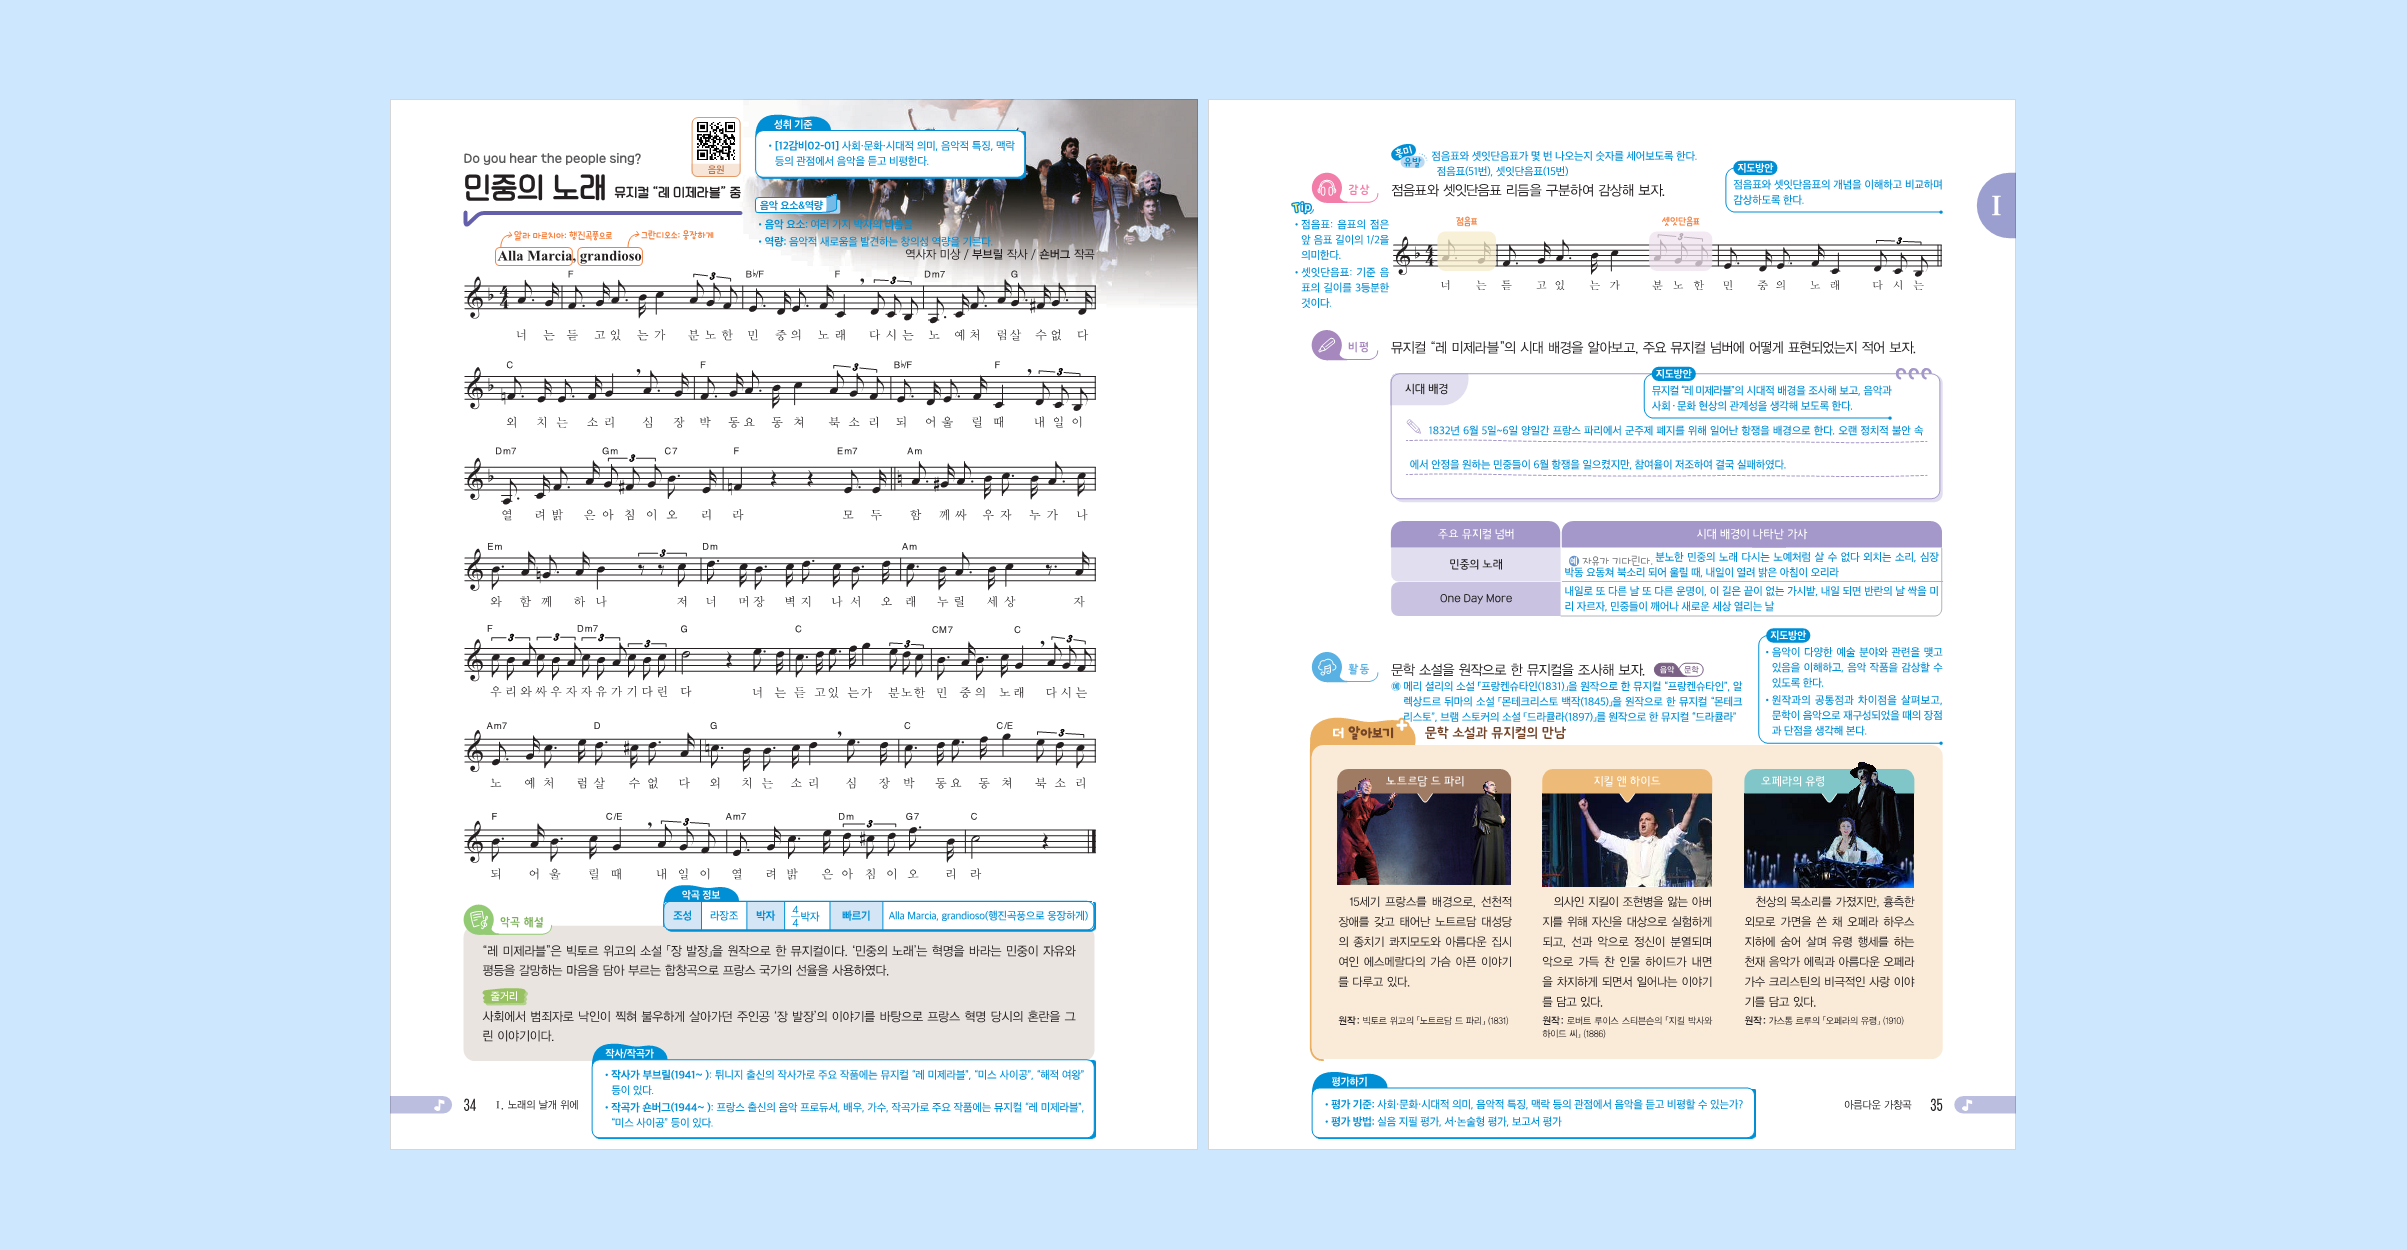 Do you hear the people sing?
민중의 노래 뮤지컬 “레 미제라블” 중
음원
성취 기준
• [12감비02-01] 사회·문화·시대적 의미, 음악적 특징, 맥락
등의 관점에서 음악을 듣고 비평한다.
음악 요소&역량
• 음악 요소: 여러 가지 박자의 리듬꼴
• 역량: 음악적 새로움을 발견하는 창의성 역량을 기른다.
알라 마르치아: 행진곡풍으로
그란디오소: 웅장하게
Alla Marcia, grandioso
역사자 미상 / 부브릴 작사 / 숀버그 작곡
F 3 B♭/F F 3 Dm7 G
너 는 듣 고 있 는 가 분 노 한 민 중 의 노 래 다 시 는 노 예 처 럼 살 수 없 다
C F 3 B♭/F F 3
외 치 는 소 리 심 장 박 동 요 동 쳐 북 소 리 되 어 울 릴 때 내 일 이
Dm7 Gm 3 C7 F Em7 Am
열 려 밝 은 아 침 이 오 리 라 모 두 함 께 싸 우 자 누 가 나
Em 3 Dm Am
와 함 께 하 나 저 너 머 장 벽 지 나 서 오 래 누 릴 세 상 자
F 3 3 Dm7 3 3 G C 3 CM7 C 3
우 리 와 싸 우 자 자 유 가 기 다 린 다 너 는 듣 고 있 는 가 분 노 한 민 중 의 노 래 다 시 는
Am7 D G C C/E 3
노 예 처 럼 살 수 없 다 외 치 는 소 리 심 장 박 동 요 동 쳐 북 소 리
F C/E 3 Am7 Dm 3 G7 C
되 어 울 릴 때 내 일 이 열 려 밝 은 아 침 이 오 리 라
악곡 해설
악곡 정보
조성 라장조 박자 4/4박자 빠르기 Alla Marcia, grandioso(행진곡풍으로 웅장하게)
“레 미제라블”은 빅토르 위고의 소설 「장 발장」을 원작으로 한 뮤지컬이다. ‘민중의 노래’는 혁명을 바라는 민중이 자유와
평등을 갈망하는 마음을 담아 부르는 합창곡으로 프랑스 국가의 선율을 사용하였다.
줄거리
사회에서 범죄자로 낙인이 찍혀 불우하게 살아가던 주인공 ‘장 발장’의 이야기를 바탕으로 프랑스 혁명 당시의 혼란을 그
린 이야기이다.
작사/작곡가
• 작사가 부브릴(1941~ ): 튀니지 출신의 작사가로 주요 작품에는 뮤지컬 “레 미제라블”, “미스 사이공”, “해적 여왕”
등이 있다.
• 작곡가 숀버그(1944~ ): 프랑스 출신의 음악 프로듀서, 배우, 가수, 작곡가로 주요 작품에는 뮤지컬 “레 미제라블”,
“미스 사이공” 등이 있다.
34 I. 노래의 날개 위에
I
흥미 유발
점음표와 셋잇단음표가 몇 번 나오는지 숫자를 세어보도록 한다.
점음표(51번), 셋잇단음표(15번)
감상 점음표와 셋잇단음표 리듬을 구분하여 감상해 보자.
지도방안
점음표와 셋잇단음표의 개념을 이해하고 비교하며
감상하도록 한다.
Tip
• 점음표: 음표의 점은
앞 음표 길이의 1/2을
의미한다.
• 셋잇단음표: 기준 음
표의 길이를 3등분한
것이다.
점음표 셋잇단음표
3 3
너 는 듣 고 있 는 가 분 노 한 민 중 의 노 래 다 시 는
비평 뮤지컬 “레 미제라블”의 시대 배경을 알아보고, 주요 뮤지컬 넘버에 어떻게 표현되었는지 적어 보자.
시대 배경
지도방안
뮤지컬 “레 미제라블”의 시대적 배경을 조사해 보고, 음악과
사회·문화 현상의 관계성을 생각해 보도록 한다.
1832년 6월 5일~6일 양일간 프랑스 파리에서 군주제 폐지를 위해 일어난 항쟁을 배경으로 한다. 오랜 정치적 불안 속
에서 안정을 원하는 민중들이 6월 항쟁을 일으켰지만, 참여율이 저조하여 결국 실패하였다.
주요 뮤지컬 넘버 시대 배경이 나타난 가사
민중의 노래
예 자유가 기다린다, 분노한 민중의 노래 다시는 노예처럼 살 수 없다 외치는 소리, 심장
박동 요동쳐 북소리 되어 울릴 때, 내일이 열려 밝은 아침이 오리라
One Day More
내일로 또 다른 날 또 다른 운명이, 이 길은 끝이 없는 가시밭, 내일 되면 반란의 날 싹을 미
리 자르자, 민중들이 깨어나 새로운 세상 열리는 날
활동 문학 소설을 원작으로 한 뮤지컬을 조사해 보자. 음악 문학
예 메리 셜리의 소설 「프랑켄슈타인(1831)」을 원작으로 한 뮤지컬 “프랑켄슈타인”, 알
렉상드르 뒤마의 소설 「몬테크리스토 백작(1845)」을 원작으로 한 뮤지컬 “몬테크
리스토”, 브램 스토커의 소설 「드라큘라(1897)」를 원작으로 한 뮤지컬 “드라큘라”
지도방안
• 음악이 다양한 예술 분야와 관련을 맺고
있음을 이해하고, 음악 작품을 감상할 수
있도록 한다.
• 원작과의 공통점과 차이점을 살펴보고,
문학이 음악으로 재구성되었을 때의 장점
과 단점을 생각해 본다.
더 알아보기 문학 소설과 뮤지컬의 만남
노트르담 드 파리
15세기 프랑스를 배경으로, 선천적
장애를 갖고 태어난 노트르담 대성당
의 종치기 콰지모도와 아름다운 집시
여인 에스메랄다의 가슴 아픈 이야기
를 다루고 있다.
원작: 빅토르 위고의 「노트르담 드 파리」 (1831)
지킬 앤 하이드
의사인 지킬이 조현병을 앓는 아버
지를 위해 자신을 대상으로 실험하게
되고, 선과 악으로 정신이 분열되며
악으로 가득 찬 인물 하이드가 내면
을 차지하게 되면서 일어나는 이야기
를 담고 있다.
원작: 로버트 루이스 스티븐슨의 「지킬 박사와
하이드 씨」 (1886)
오페라의 유령
천상의 목소리를 가졌지만, 흉측한
외모로 가면을 쓴 채 오페라 하우스
지하에 숨어 살며 유령 행세를 하는
천재 음악가 에릭과 아름다운 오페라
가수 크리스틴의 비극적인 사랑 이야
기를 담고 있다.
원작: 가스통 르루의 「오페라의 유령」 (1910)
평가하기
• 평가 기준: 사회·문화·시대적 의미, 음악적 특징, 맥락 등의 관점에서 음악을 듣고 비평할 수 있는가?
• 평가 방법: 실음 지필 평가, 서·논술형 평가, 보고서 평가
아름다운 가창곡 35